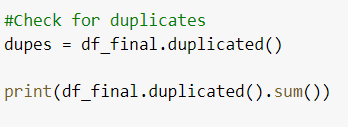 #Check for duplicates
dupes = df_final.duplicated()
print(df_final.duplicated().sum())